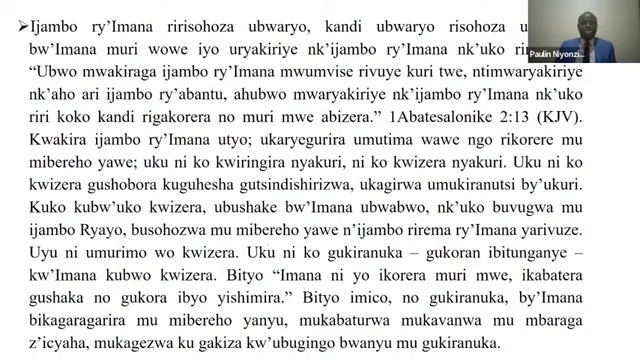 ➢Ijambo ry’Imana ririsohoza ubwaryo, kandi ubwaryo risohoza
bw’Imana muri wowe iyo uryakiriye nk’ijambo ry’Imana nk’uko
“Ubwo mwakiraga ijambo ry’Imana mwumvise rivuye kuri twe, ntimwaryakiriye
nk’aho ari ijambo ry’abantu, ahubwo mwaryakiriye nk’ijambo ry’Imana nk’uko
riri koko kandi rigakorera no muri mwe abizera.” 1Abatesalonike 2:13 (KJV).
Kwakira ijambo ry’Imana utyo; ukaryegurira umutima wawe ngo rikorere mu
mibereho yawe; uku ni ko kwiringira nyakuri, ni ko kwizera nyakuri. Uku ni ko
kwizera gushobora kuguhesha gutsindishirizwa, ukagirwa umukiranutsi by’ukuri.
Kuko kubw’uko kwizera, ubushake bw’Imana ubwabwo, nk’uko buvugwa mu
ijambo Ryayo, busohozwa mu mibereho yawe n’ijambo rirema ry’Imana yarivuze.
Uyu ni umurimo wo kwizera. Uku ni ko gukiranuka – gukoran ibitunganye –
kw’Imana kubwo kwizera. Bityo “Imana ni yo ikorera muri mwe, ikabatera
gushaka no gukora ibyo yishimira.” Bityo imico, no gukiranuka, by’Imana
bikagaragarira mu mibereho yanyu, mukabaturwa mukavanwa mu mbaraga
z’icyaha, mukagezwa ku gakiza kw’ubugingo bwanyu mu gukiranuka.
Paulin Niyonzi...